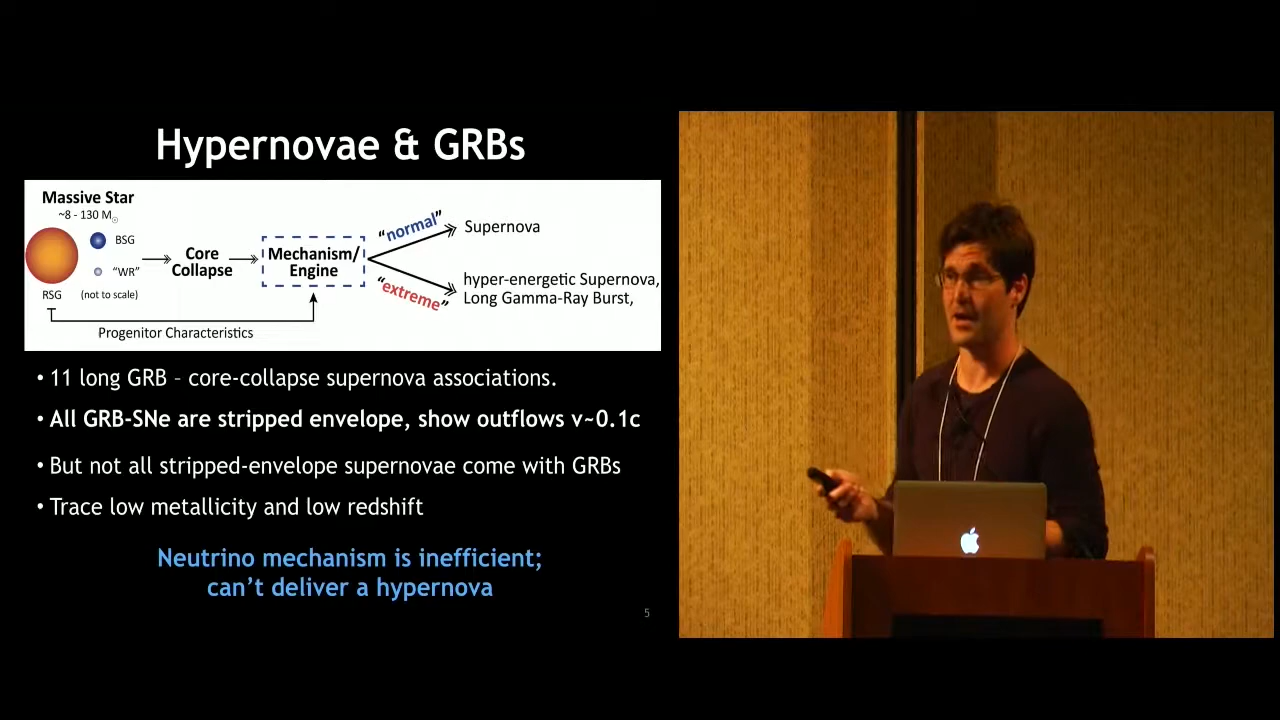 Hypernovae & GRBs
Massive Star
~8 - 130 M☉
BSG
"WR"
RSG
(not to scale)
Core
Collapse
Mechanism/
Engine
"normal"
"extreme"
Supernova
hyper-energetic Supernova,
Long Gamma-Ray Burst,
Progenitor Characteristics
• 11 long GRB – core-collapse supernova associations.
• All GRB-SNe are stripped envelope, show outflows v~0.1c
• But not all stripped-envelope supernovae come with GRBs
• Trace low metallicity and low redshift
Neutrino mechanism is inefficient;
can't deliver a hypernova
5